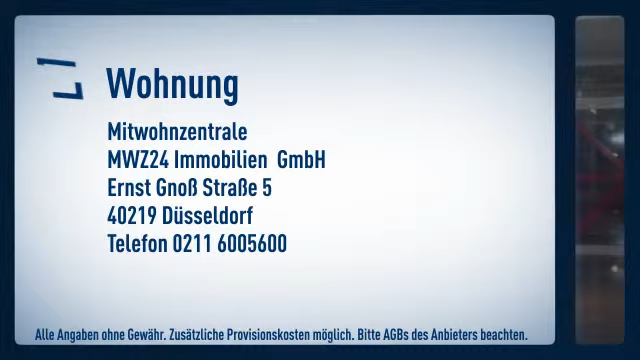 Wohnung
Mitwohnzentrale
MWZ24 Immobilien GmbH
Ernst Gnoß Straße 5
40219 Düsseldorf
Telefon 0211 6005600
Alle Angaben ohne Gewähr. Zusätzliche Provisionskosten möglich. Bitte AGBs des Anbieters beachten.